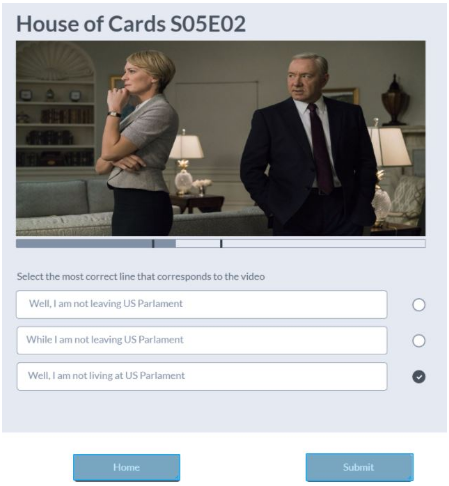 House of Cards S05E02
Select the most correct line that corresponds to the video
Well, I am not leaving US Parlament
While I am not leaving US Parlament
Well, I am not living at US Parlament
Home
Submit